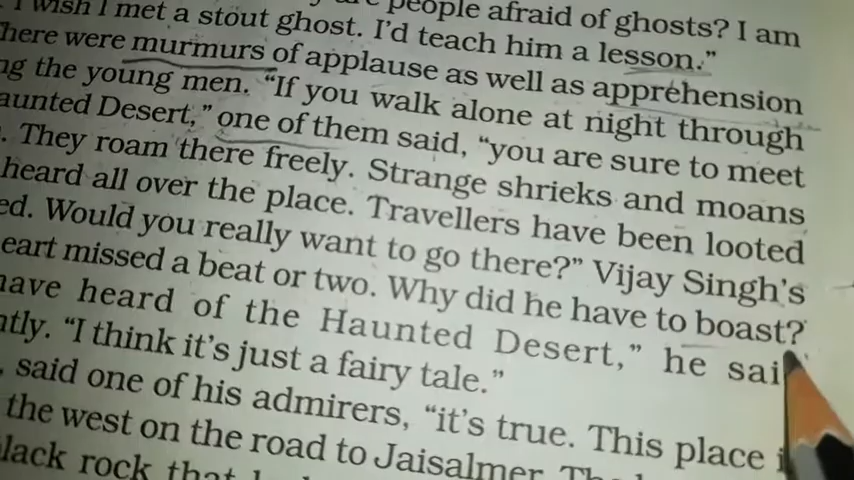 I wish I met a stout ghost. I'd teach him a lesson."
people afraid of ghosts? I am
here were murmurs of applause as well as apprehension
ng the young men. "If you walk alone at night through
aunted Desert," one of them said, "you are sure to meet
. They roam there freely. Strange shrieks and moans
heard all over the place. Travellers have been looted
ed. Would you really want to go there?" Vijay Singh's
eart missed a beat or two. Why did he have to boast?
have heard of the Haunted Desert," he sai
ntly. "I think it's just a fairy tale."
, said one of his admirers, "it's true. This place i
the west on the road to Jaisalmer.
lack rock that